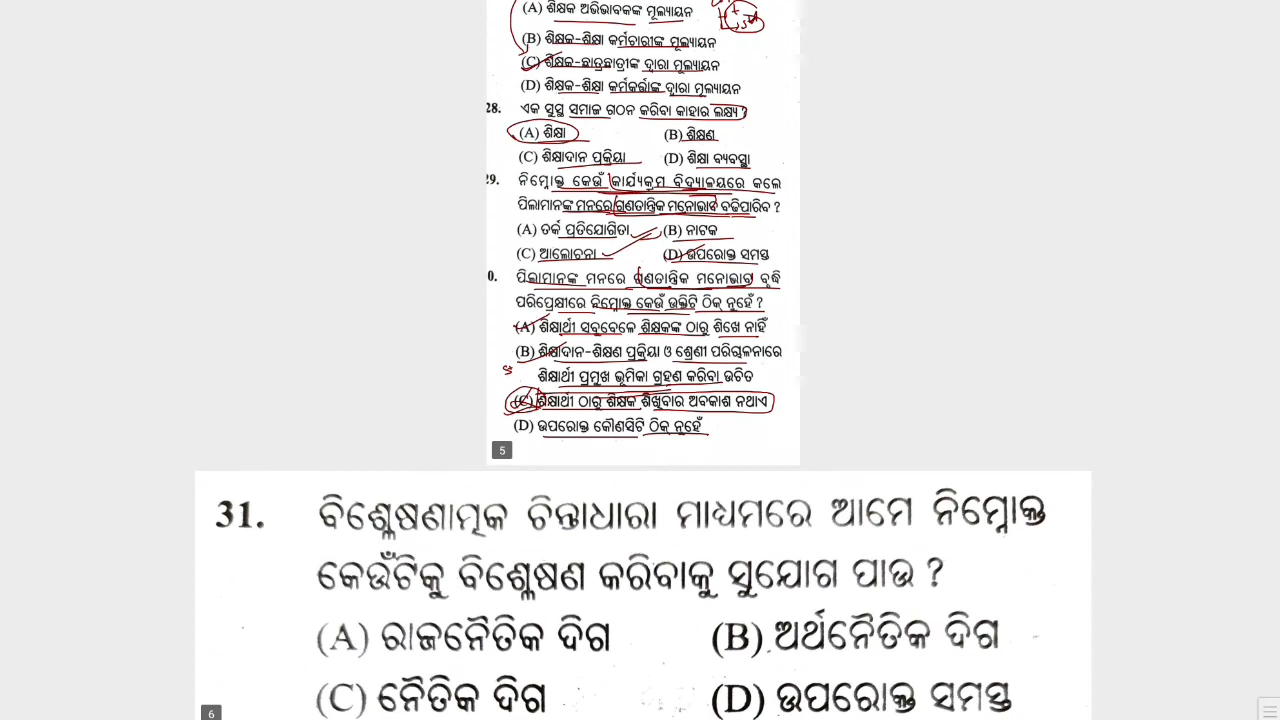 (A) ଶିକ୍ଷକ ଅଭିଭାବକଙ୍କ ମୂଲ୍ୟାୟନ
(B) ଶିକ୍ଷକ-ଶିକ୍ଷା କର୍ମଚାରୀଙ୍କ ମୂଲ୍ୟାୟନ
(C) ଶିକ୍ଷକ-ଛାତ୍ରଛାତ୍ରୀଙ୍କ ଦ୍ୱାରା ମୂଲ୍ୟାୟନ
(D) ଶିକ୍ଷକ-ଶିକ୍ଷା କର୍ମକର୍ତ୍ତାଙ୍କ ଦ୍ୱାରା ମୂଲ୍ୟାୟନ
28. ଏକ ସୁସ୍ଥ ସମାଜ ଗଠନ କରିବା କାହାର ଲକ୍ଷ୍ୟ ?
(A) ଶିକ୍ଷା (B) ଶିକ୍ଷଣ
(C) ଶିକ୍ଷାଦାନ ପ୍ରକ୍ରିୟା (D) ଶିକ୍ଷା ବ୍ୟବସ୍ଥା
29. ନିମ୍ନୋକ୍ତ କେଉଁ କାର୍ଯ୍ୟକ୍ରମ ବିଦ୍ୟାଳୟରେ କଲେ
ପିଲାମାନଙ୍କ ମନରେ ଗଣତାନ୍ତ୍ରିକ ମନୋଭାବ ବଢିପାରିବ ?
(A) ତର୍କ ପ୍ରତିଯୋଗିତା (B) ନାଟକ
(C) ଆଲୋଚନା (D) ଉପରୋକ୍ତ ସମସ୍ତ
0. ପିଲାମାନଙ୍କ ମନରେ ଗଣତାନ୍ତ୍ରିକ ମନୋଭାବ ବୃଦ୍ଧି
ପରିପ୍ରେକ୍ଷୀରେ ନିମ୍ନୋକ୍ତ କେଉଁ ଉକ୍ତିଟି ଠିକ୍ ନୁହେଁ ?
(A) ଶିକ୍ଷାର୍ଥୀ ସବୁବେଳେ ଶିକ୍ଷକଙ୍କ ଠାରୁ ଶିଖେ ନାହିଁ
(B) ଶିକ୍ଷାଦାନ-ଶିକ୍ଷଣ ପ୍ରକ୍ରିୟା ଓ ଶ୍ରେଣୀ ପରିଚାଳନାରେ
ଶିକ୍ଷାର୍ଥୀ ପ୍ରମୁଖ ଭୂମିକା ଗ୍ରହଣ କରିବା ଉଚିତ
(C) ଶିକ୍ଷାର୍ଥୀ ଠାରୁ ଶିକ୍ଷକ ଶିଖିବାର ଅବକାଶ ନଥାଏ
(D) ଉପରୋକ୍ତ କୌଣସିଟି ଠିକ୍ ନୁହେଁ
5
31. ବିଶ୍ଳେଷଣାତ୍ମକ ଚିନ୍ତାଧାରା ମାଧ୍ୟମରେ ଆମେ ନିମ୍ନୋକ୍ତ
କେଉଁଟିକୁ ବିଶ୍ଳେଷଣ କରିବାକୁ ସୁଯୋଗ ପାଉ ?
(A) ରାଜନୈତିକ ଦିଗ (B) ଅର୍ଥନୈତିକ ଦିଗ
(C) ନୈତିକ ଦିଗ (D) ଉପରୋକ୍ତ ସମସ୍ତ
6